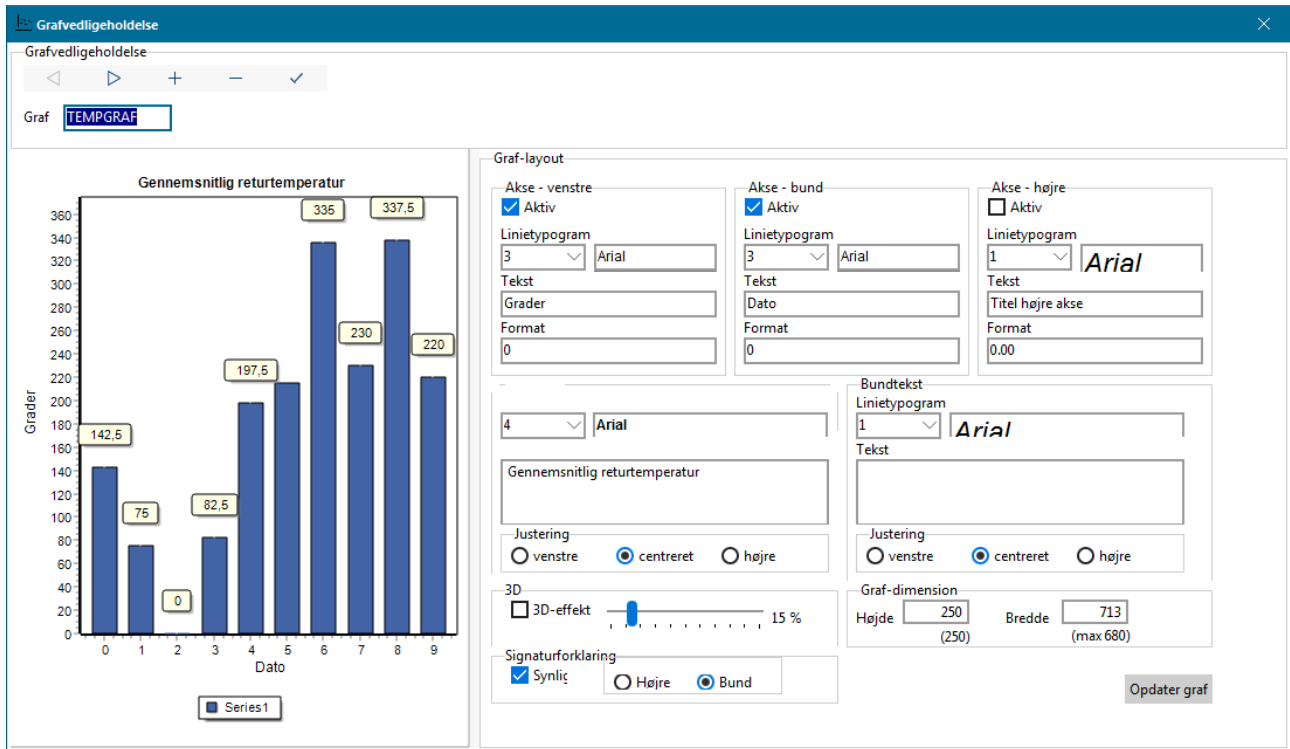 Grafvedligeholdelse
Grafvedligeholdelse
Graf TEMPGRAF
Gennemsnitlig returtemperatur
360
340
320
300
280
260
240
220
200
180
160
140
120
100
80
60
40
20
0
Grader
142,5
75
0
82,5
197,5
335
230
337,5
220
0 1 2 3 4 5 6 7 8 9
Dato
Series1
Graf-layout
Akse - venstre
Aktiv
Linietypogram
3 Arial
Tekst
Grader
Format
0
Akse - bund
Aktiv
Linietypogram
3 Arial
Tekst
Dato
Format
0
Akse - højre
Aktiv
Linietypogram
1 Arial
Tekst
Titel højre akse
Format
0.00
4 Arial
Gennemsnitlig returtemperatur
Justering
venstre centreret højre
Bundtekst
Linietypogram
1 Arial
Tekst
Justering
venstre centreret højre
3D
3D-effekt 15 %
Graf-dimension
Højde 250 Bredde 713
(250) (max 680)
Signaturforklaring
Synlig Højre Bund
Opdater graf